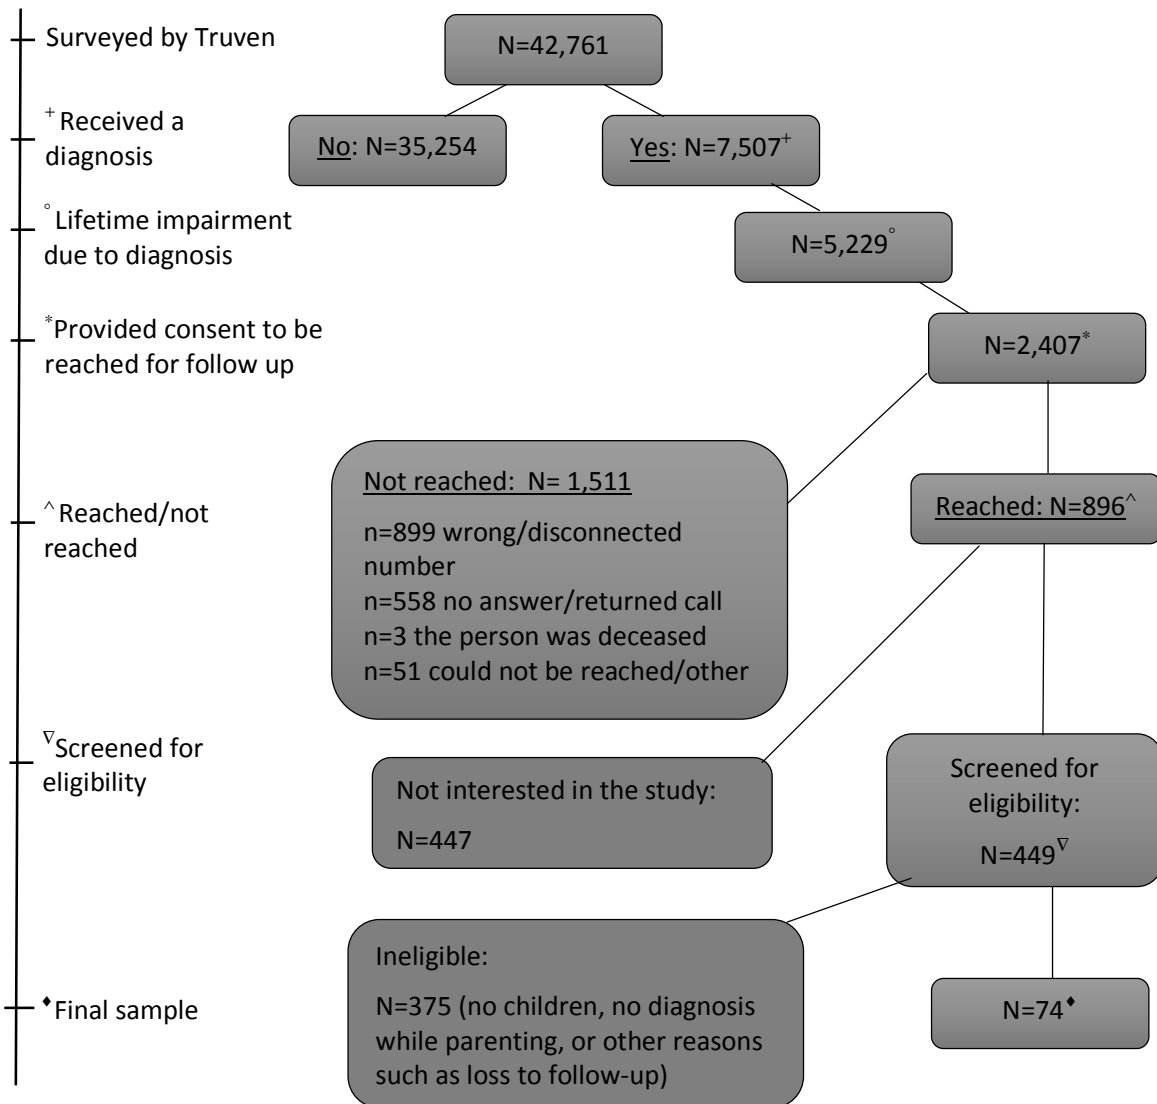 Surveyed by Truven
N=42,761
+ Received a
diagnosis
No: N=35,254
Yes: N=7,507+
° Lifetime impairment
due to diagnosis
N=5,229°
*Provided consent to be
reached for follow up
N=2,407*
^ Reached/not
reached
Not reached: N= 1,511
n=899 wrong/disconnected
number
n=558 no answer/returned call
n=3 the person was deceased
n=51 could not be reached/other
Reached: N=896^
∇Screened for
eligibility
Not interested in the study:
N=447
Screened for
eligibility:
N=449∇
♦Final sample
Ineligible:
N=375 (no children, no diagnosis
while parenting, or other reasons
such as loss to follow-up)
N=74♦